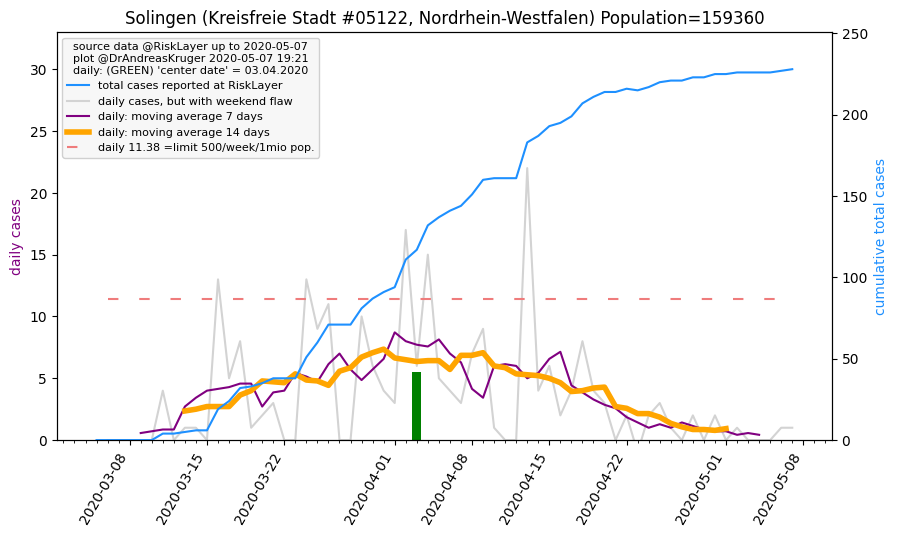 Solingen (Kreisfreie Stadt #05122, Nordrhein-Westfalen) Population=159360
source data @RiskLayer up to 2020-05-07
plot @DrAndreasKruger 2020-05-07 19:21
daily: (GREEN) 'center date' = 03.04.2020
total cases reported at RiskLayer
daily cases, but with weekend flaw
daily: moving average 7 days
daily: moving average 14 days
daily 11.38 =limit 500/week/1mio pop.
daily cases
30
25
20
15
10
5
0
250
200
150
100
50
0
cumulative total cases
2020-03-08
2020-03-15
2020-03-22
2020-04-01
2020-04-08
2020-04-15
2020-04-22
2020-05-01
2020-05-08